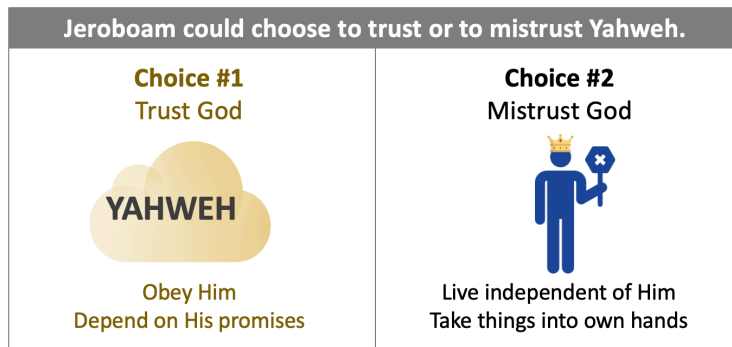 Jeroboam could choose to trust or to mistrust Yahweh.
Choice #1
Trust God
YAHWEH
Obey Him
Depend on His promises
Choice #2
Mistrust God
Live independent of Him
Take things into own hands